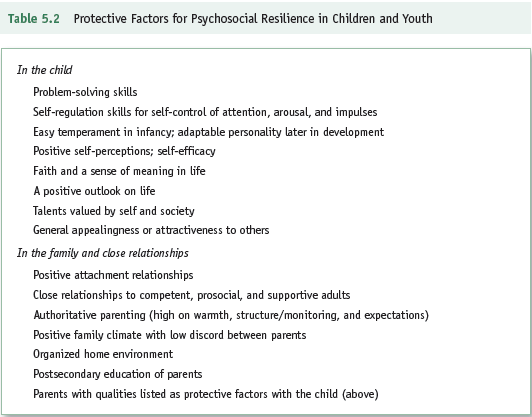 Table 5.2 Protective Factors for Psychosocial Resilience in Children and Youth
In the child
Problem-solving skills
Self-regulation skills for self-control of attention, arousal, and impulses
Easy temperament in infancy; adaptable personality later in development
Positive self-perceptions; self-efficacy
Faith and a sense of meaning in life
A positive outlook on life
Talents valued by self and society
General appealingness or attractiveness to others
In the family and close relationships
Positive attachment relationships
Close relationships to competent, prosocial, and supportive adults
Authoritative parenting (high on warmth, structure/monitoring, and expectations)
Positive family climate with low discord between parents
Organized home environment
Postsecondary education of parents
Parents with qualities listed as protective factors with the child (above)